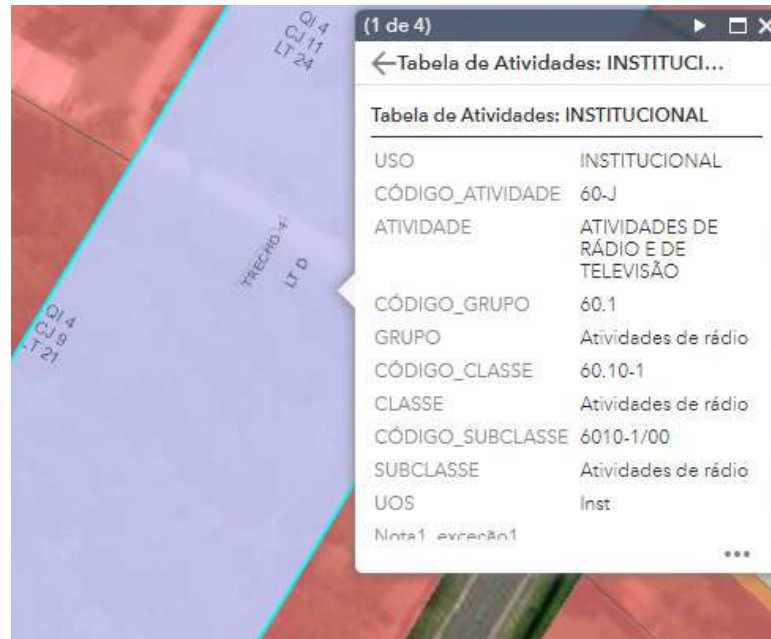 QI 4
CJ 11
LT 24
TRECHO 4
LT D
QI 4
CJ 9
LT 21
(1 de 4)
Tabela de Atividades: INSTITUCI...
Tabela de Atividades: INSTITUCIONAL
USO INSTITUCIONAL
CÓDIGO_ATIVIDADE 60-J
ATIVIDADE ATIVIDADES DE
RÁDIO E DE
TELEVISÃO
CÓDIGO_GRUPO 60.1
GRUPO Atividades de rádio
CÓDIGO_CLASSE 60.10-1
CLASSE Atividades de rádio
CÓDIGO_SUBCLASSE 6010-1/00
SUBCLASSE Atividades de rádio
UOS Inst
Nota1_exceção1